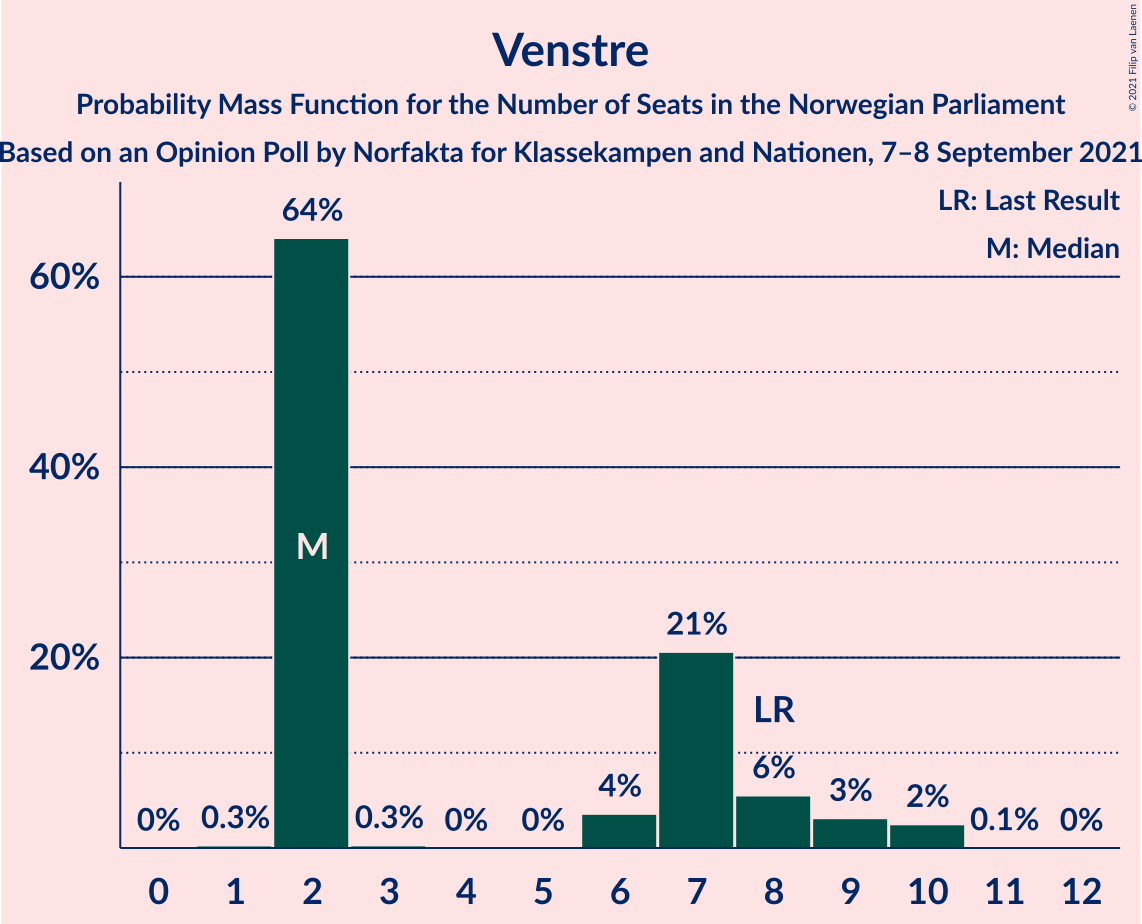 Venstre
Probability Mass Function for the Number of Seats in the Norwegian Parliament
Based on an Opinion Poll by Norfakta for Klassekampen and Nationen, 7–8 September 2021
© 2021 Filip van Laenen
LR: Last Result
M: Median
60%
40%
20%
0%
0.3%
64%
M
0.3%
0%
0%
4%
21%
LR
6%
3%
2%
0.1%
0%
0 1 2 3 4 5 6 7 8 9 10 11 12